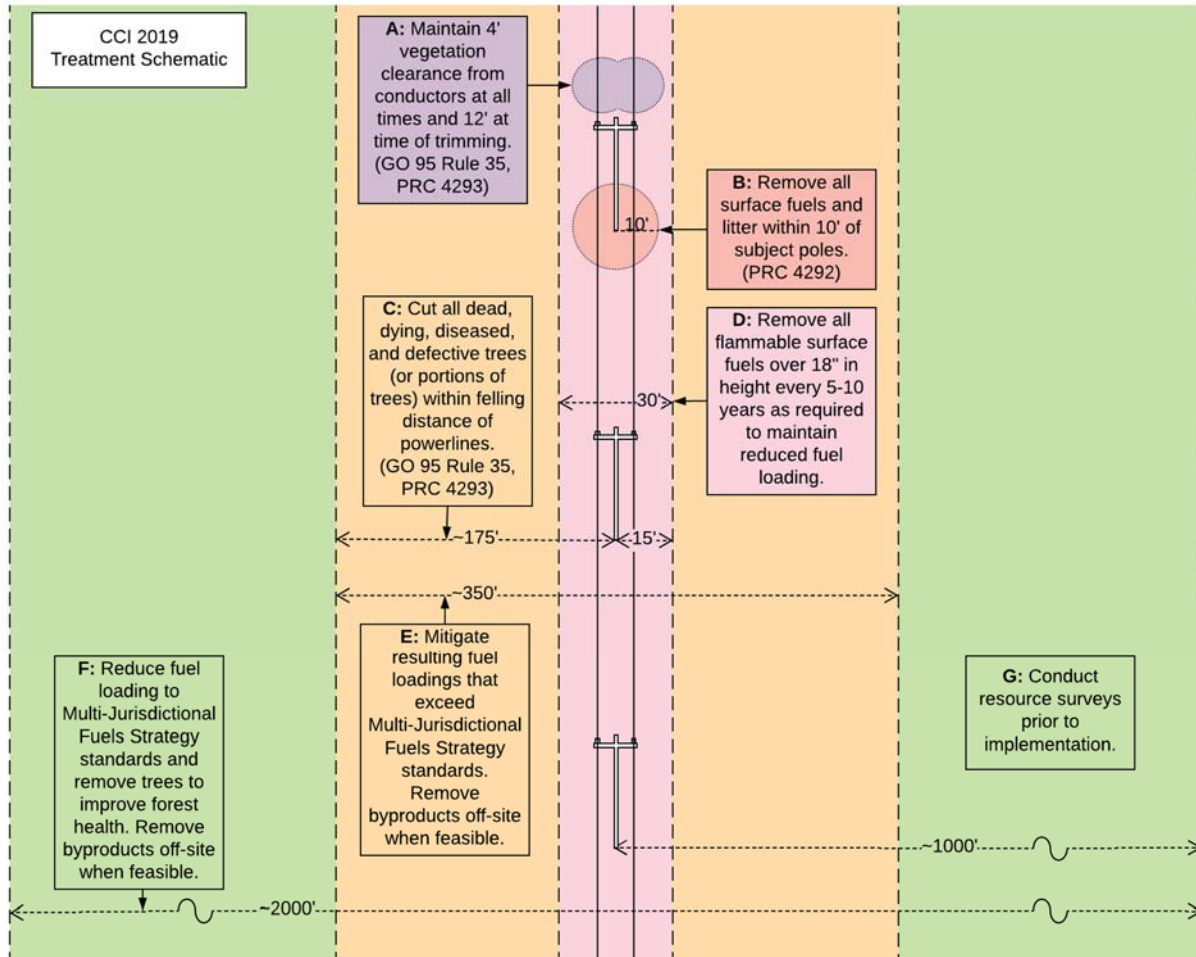 CCI 2019
Treatment Schematic
A: Maintain 4'
vegetation
clearance from
conductors at all
times and 12' at
time of trimming.
(GO 95 Rule 35,
PRC 4293)
B: Remove all
surface fuels and
litter within 10' of
subject poles.
(PRC 4292)
10'
C: Cut all dead,
dying, diseased,
and defective trees
(or portions of
trees) within felling
distance of
powerlines.
(GO 95 Rule 35,
PRC 4293)
D: Remove all
flammable surface
fuels over 18" in
height every 5-10
years as required
to maintain
reduced fuel
loading.
30'
~175'
15'
~350'
E: Mitigate
resulting fuel
loadings that
exceed
Multi-Jurisdictional
Fuels Strategy
standards.
Remove
byproducts off-site
when feasible.
F: Reduce fuel
loading to
Multi-Jurisdictional
Fuels Strategy
standards and
remove trees to
improve forest
health. Remove
byproducts off-site
when feasible.
G: Conduct
resource surveys
prior to
implementation.
~1000'
~2000'